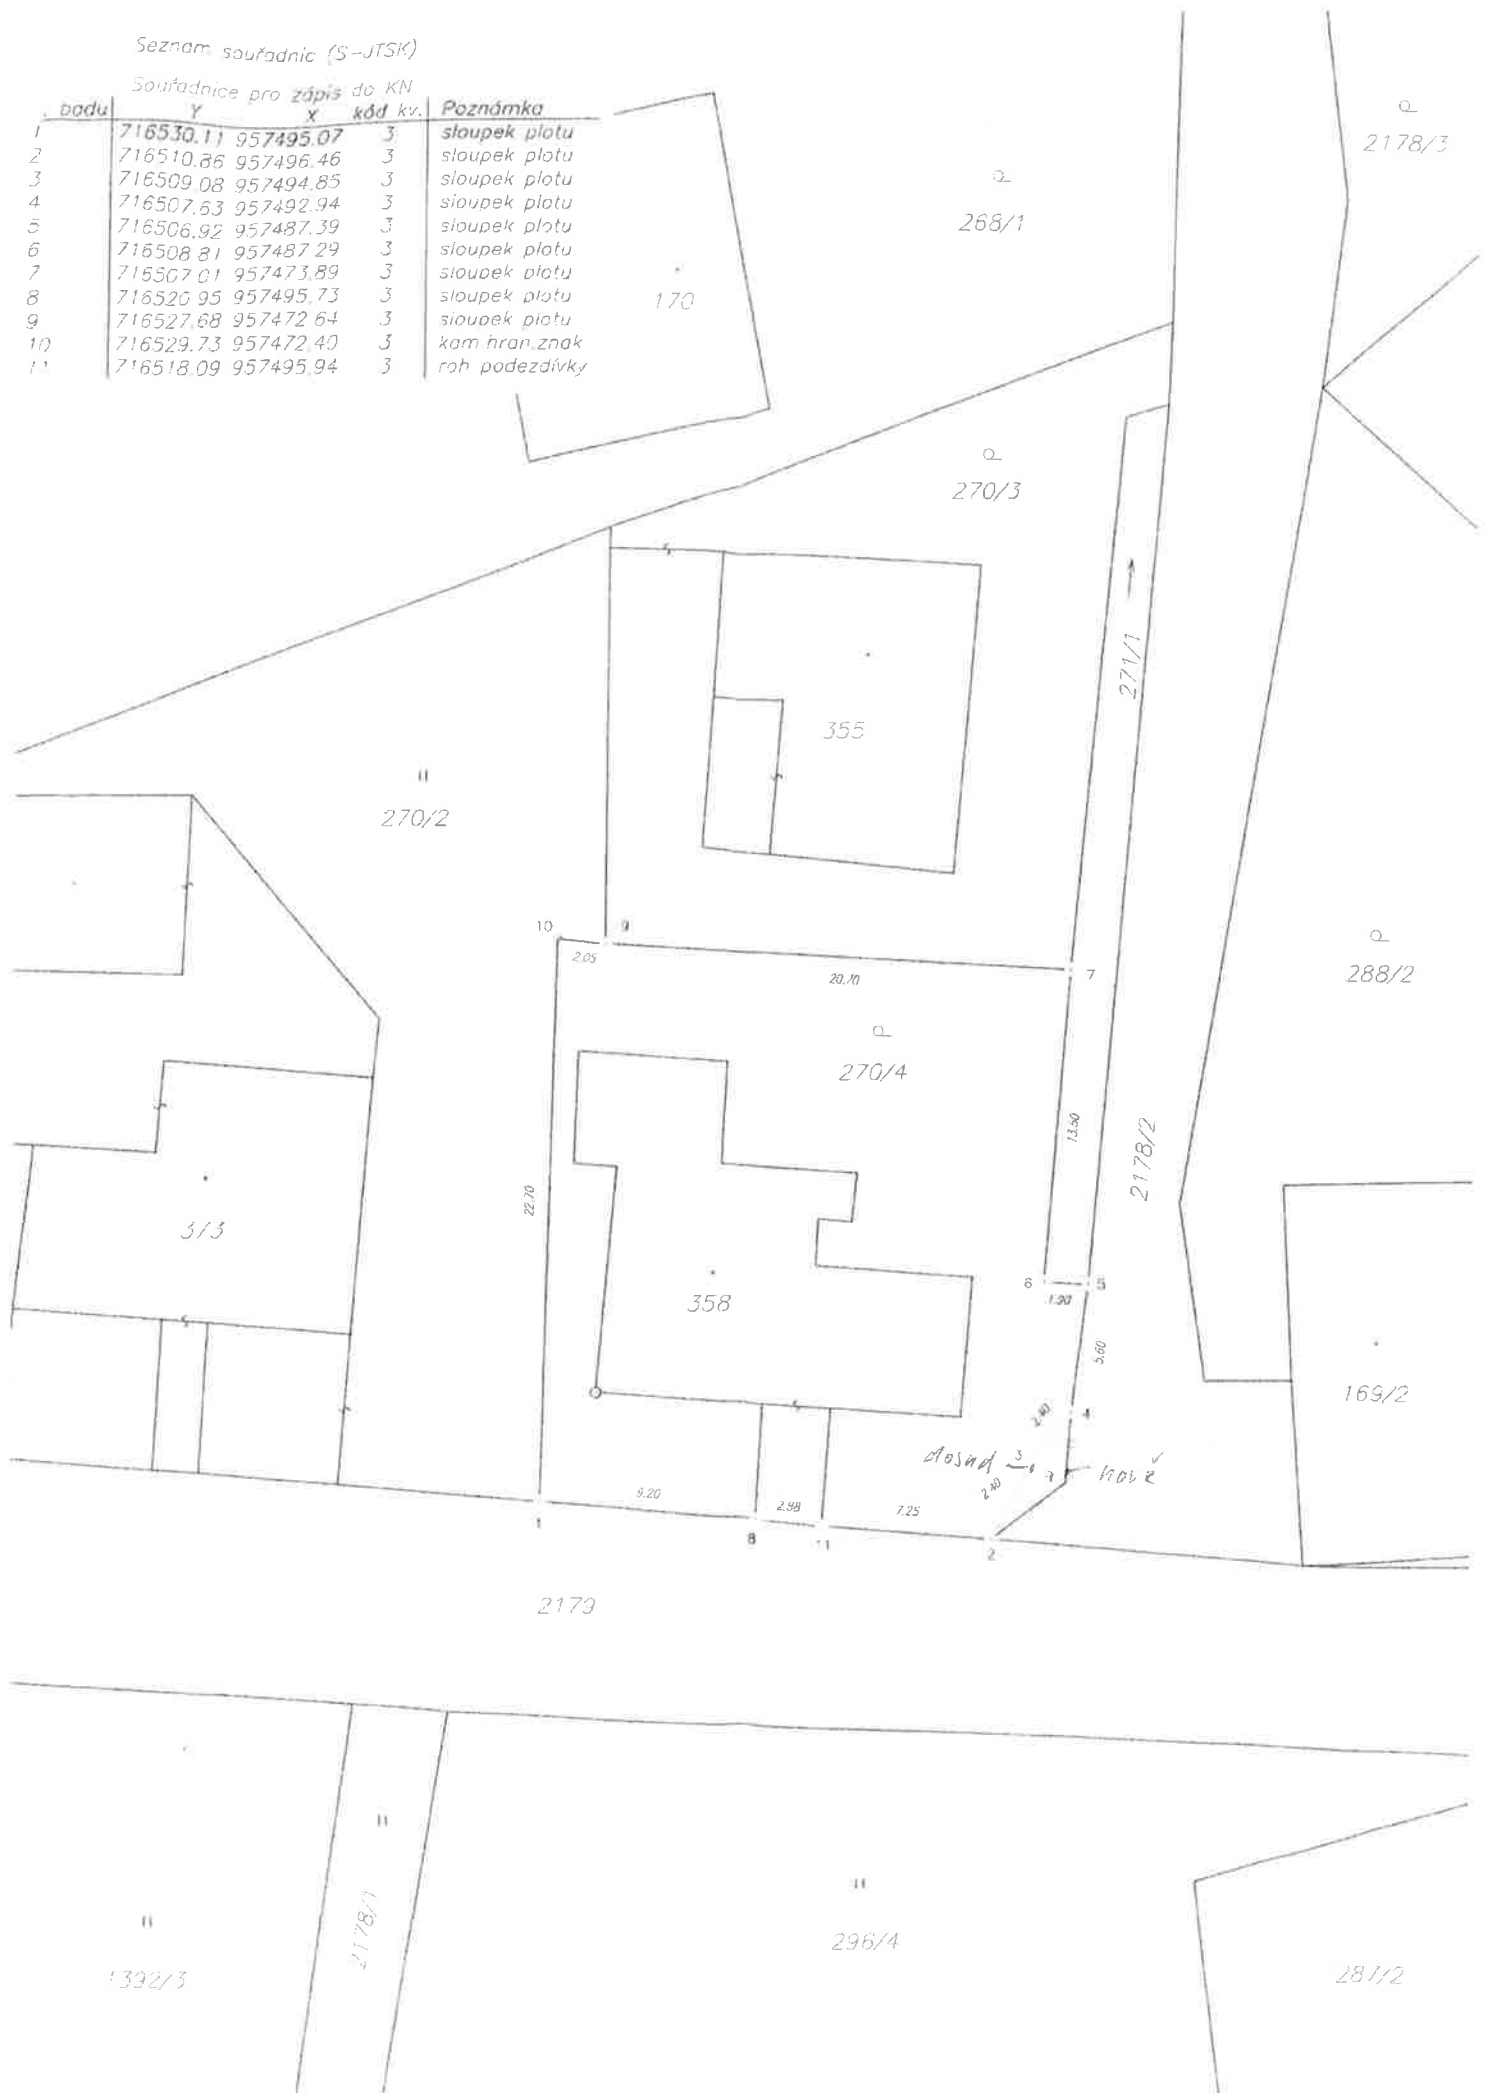 Seznam souřadnic (S-JTSK)
Souřadnice pro zápis do KN
. bodu Y X kód kv. Poznámka
1 716530.11 957495.07 3 sloupek plotu
2 716510.86 957496.46 3 sloupek plotu
3 716509.08 957494.85 3 sloupek plotu
4 716507.63 957492.94 3 sloupek plotu
5 716506.92 957487.39 3 sloupek plotu
6 716508.81 957487.29 3 sloupek plotu
7 716507.01 957473.89 3 sloupek plotu
8 716520.95 957495.73 3 sloupek plotu
9 716527.68 957472.64 3 sloupek plotu
10 716529.73 957472.40 3 kam.hran.znak
11 716518.09 957495.94 3 roh podezdívky
2178/3
268/1
170
270/3
271/1
355
270/2
10 9
2.05
20.70
7
288/2
270/4
13.50
2178/2
22.70
373
6 5
1.90
358
5.60
169/2
2.40
4
dosud 3
nově
2.40
9.20
2.98
7.25
1
8
11
2
2179
2178/1
296/4
1392/3
287/2